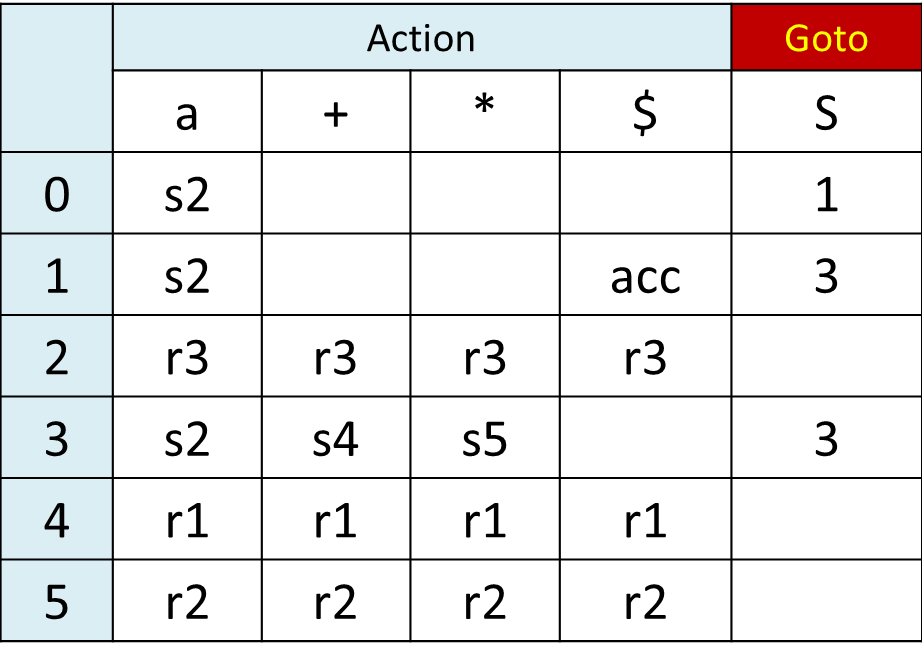 Action Goto
a + * $ S
0 s2 1
1 s2 acc 3
2 r3 r3 r3 r3
3 s2 s4 s5 3
4 r1 r1 r1 r1
5 r2 r2 r2 r2